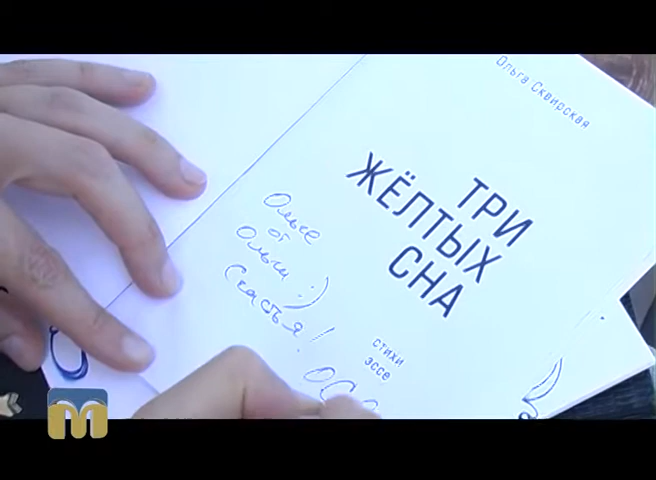 Ольга Сквирская
ТРИ
ЖЁЛТЫХ
СНА
Ольге
от
Ольги :)
Счастья!
стихи
эссе